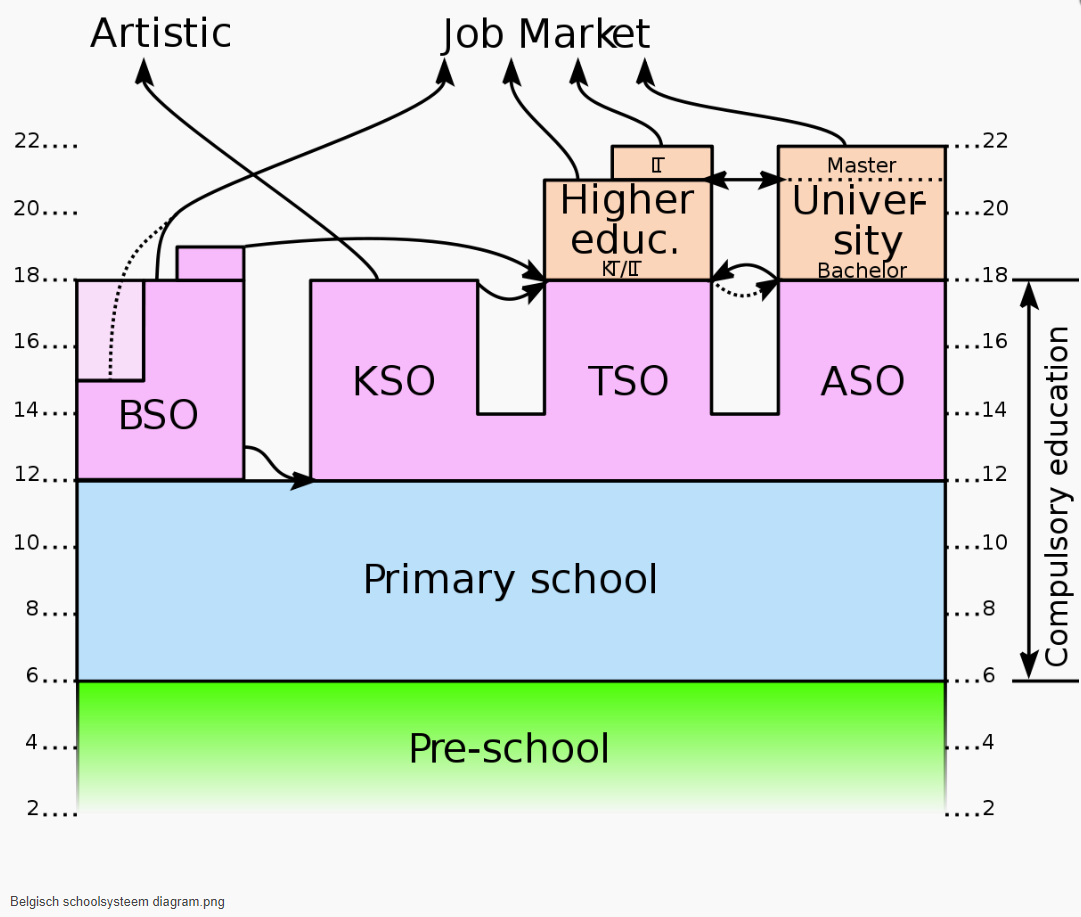 Artistic
Job Market
22.... ....22
LT
Master
20.... ....20
Higher
educ.
KT/LT
Univer-
sity
Bachelor
18.... ....18
16.... ....16
KSO
TSO
ASO
BSO
14.... ....14
12.... ....12
Compulsory education
10.... ....10
Primary school
8.... ....8
6.... ....6
4.... ....4
Pre-school
2.... ....2
Belgisch schoolsysteem diagram.png